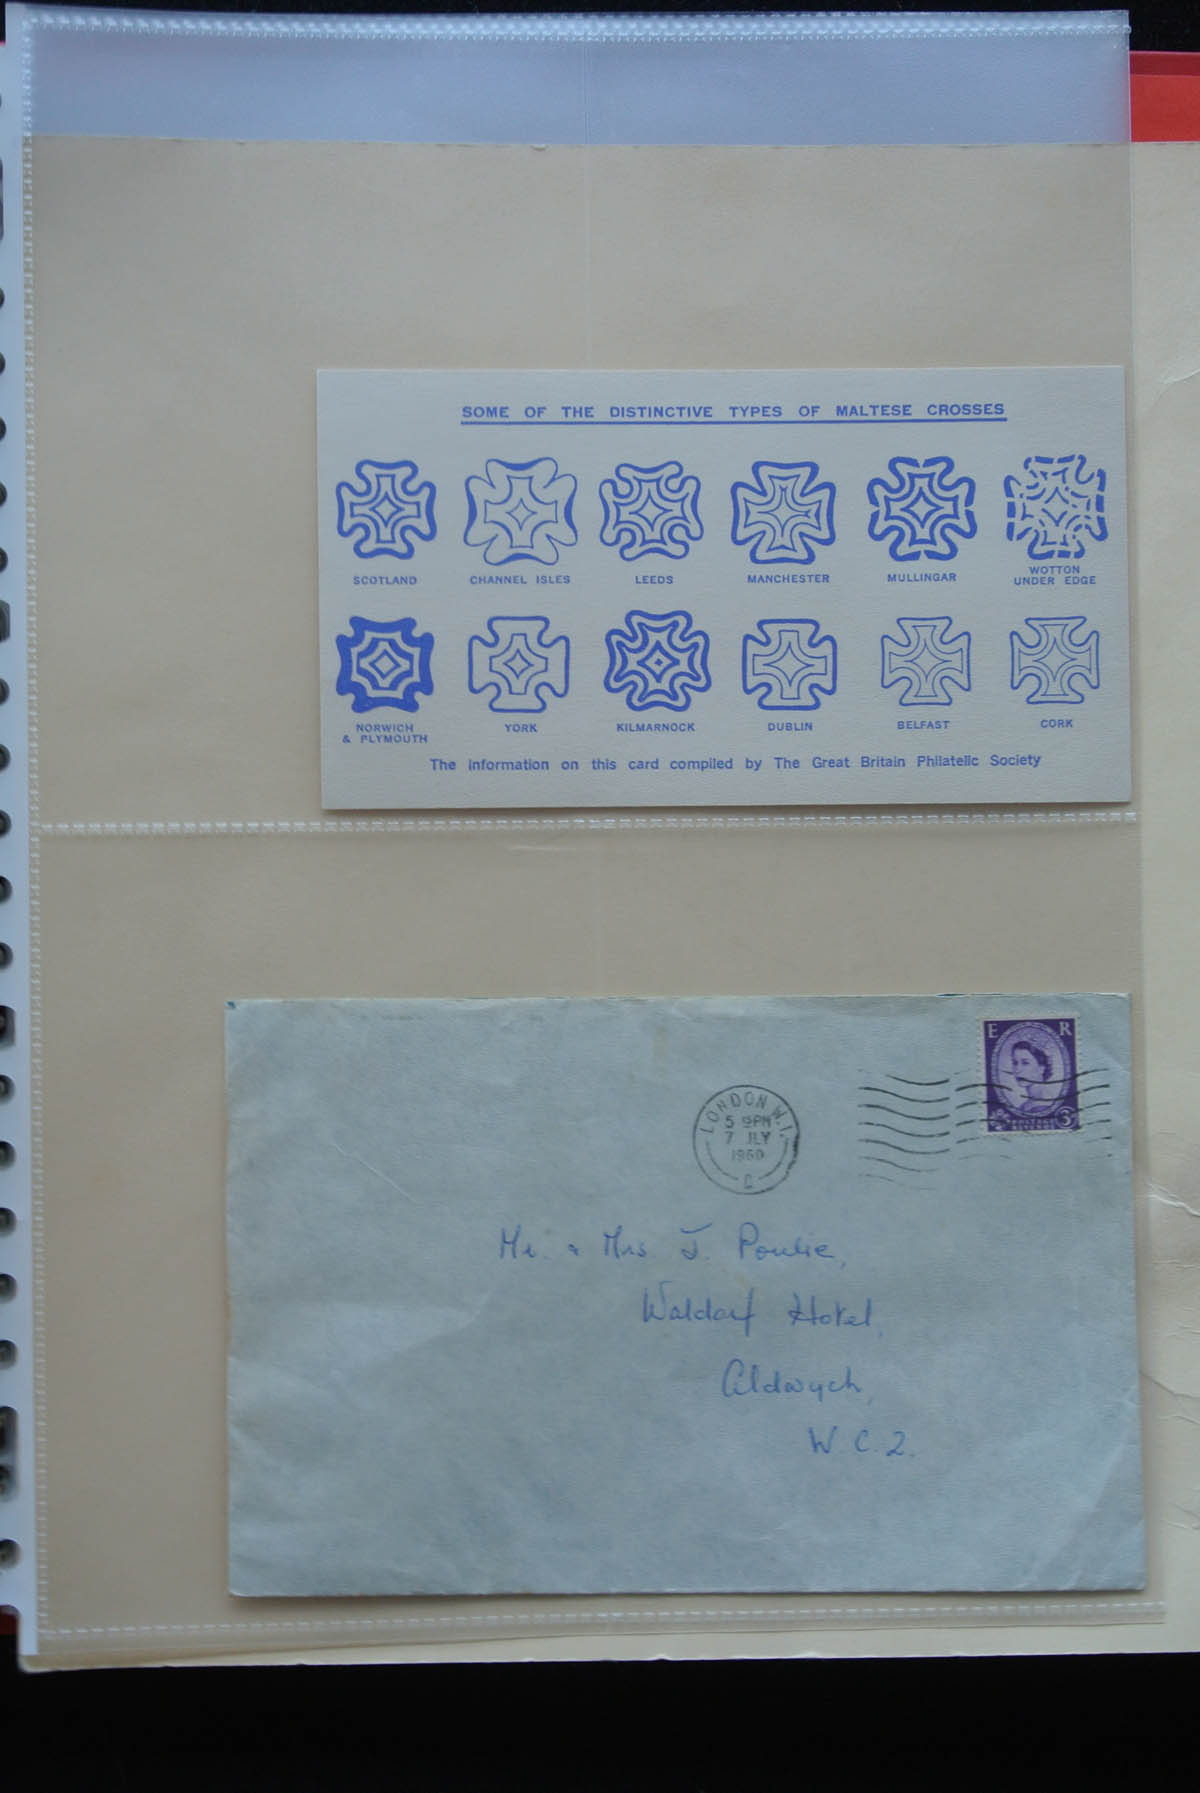 SOME OF THE DISTINCTIVE TYPES OF MALTESE CROSSES
SCOTLAND CHANNEL ISLES LEEDS MANCHESTER MULLINGAR WOTTON
UNDER EDGE
NORWICH YORK KILMARNOCK DUBLIN BELFAST CORK
& PLYMOUTH
The information on this card compiled by The Great Britain Philatelic Society
E R
3D
LONDON W.1.
5 PM
7 JLY
1960
C
Mr. & Mrs J.
Waldorf Hotel,
Aldwych,
W.C.2.